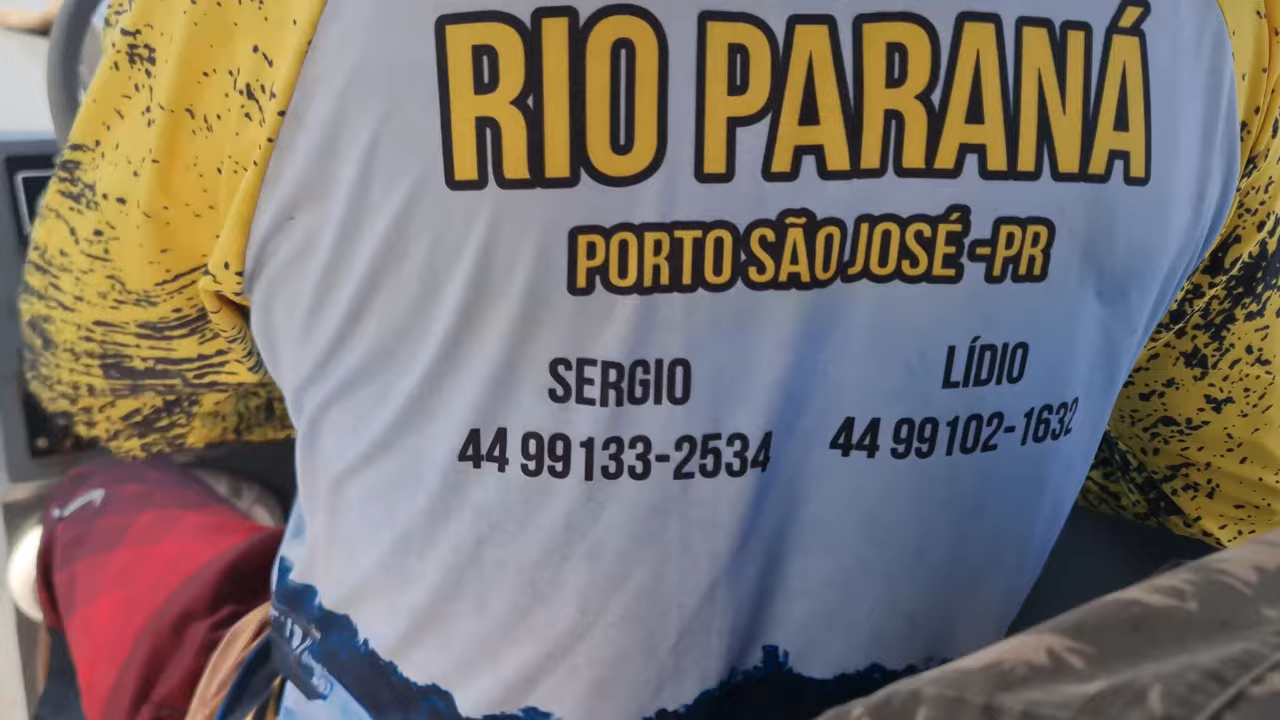 RIO PARANÁ
PORTO SÃO JOSÉ -PR
SERGIO
44 99133-2534
LÍDIO
44 99102-1632